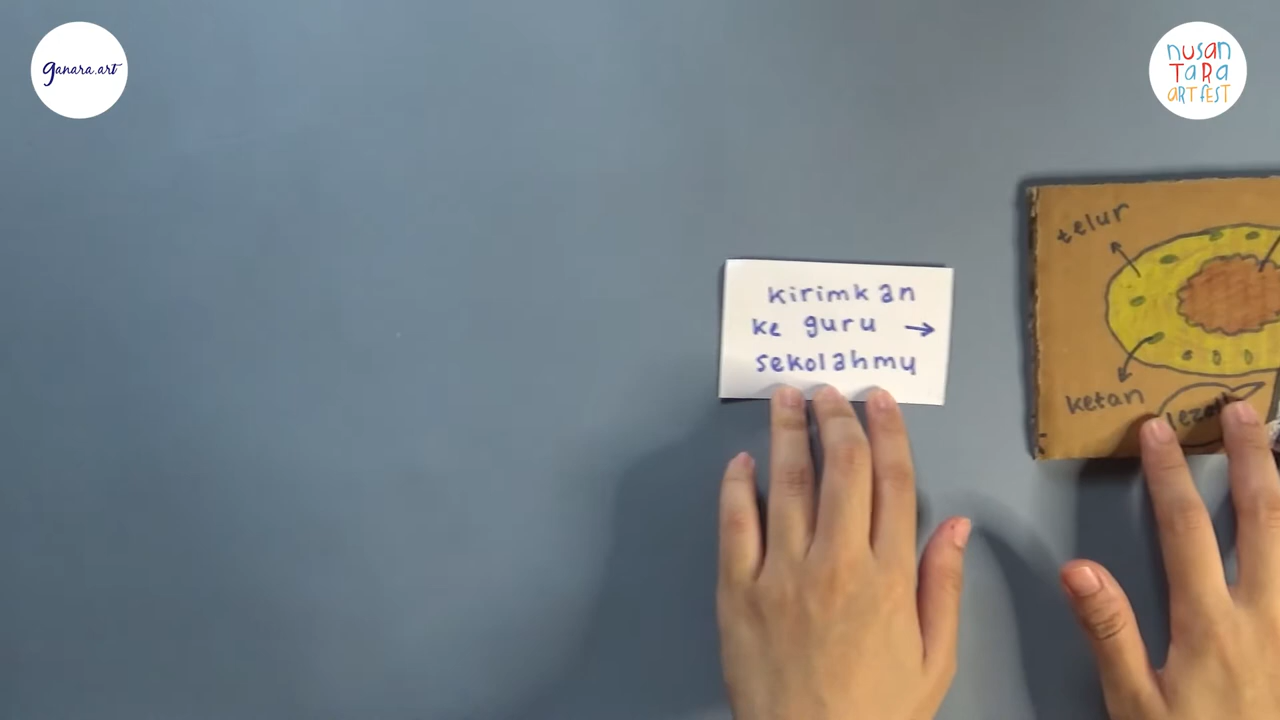 ganara.art
nusan
TaRa
ART fEST
telur
kirimkan
ke guru →
sekolahmu
ketan